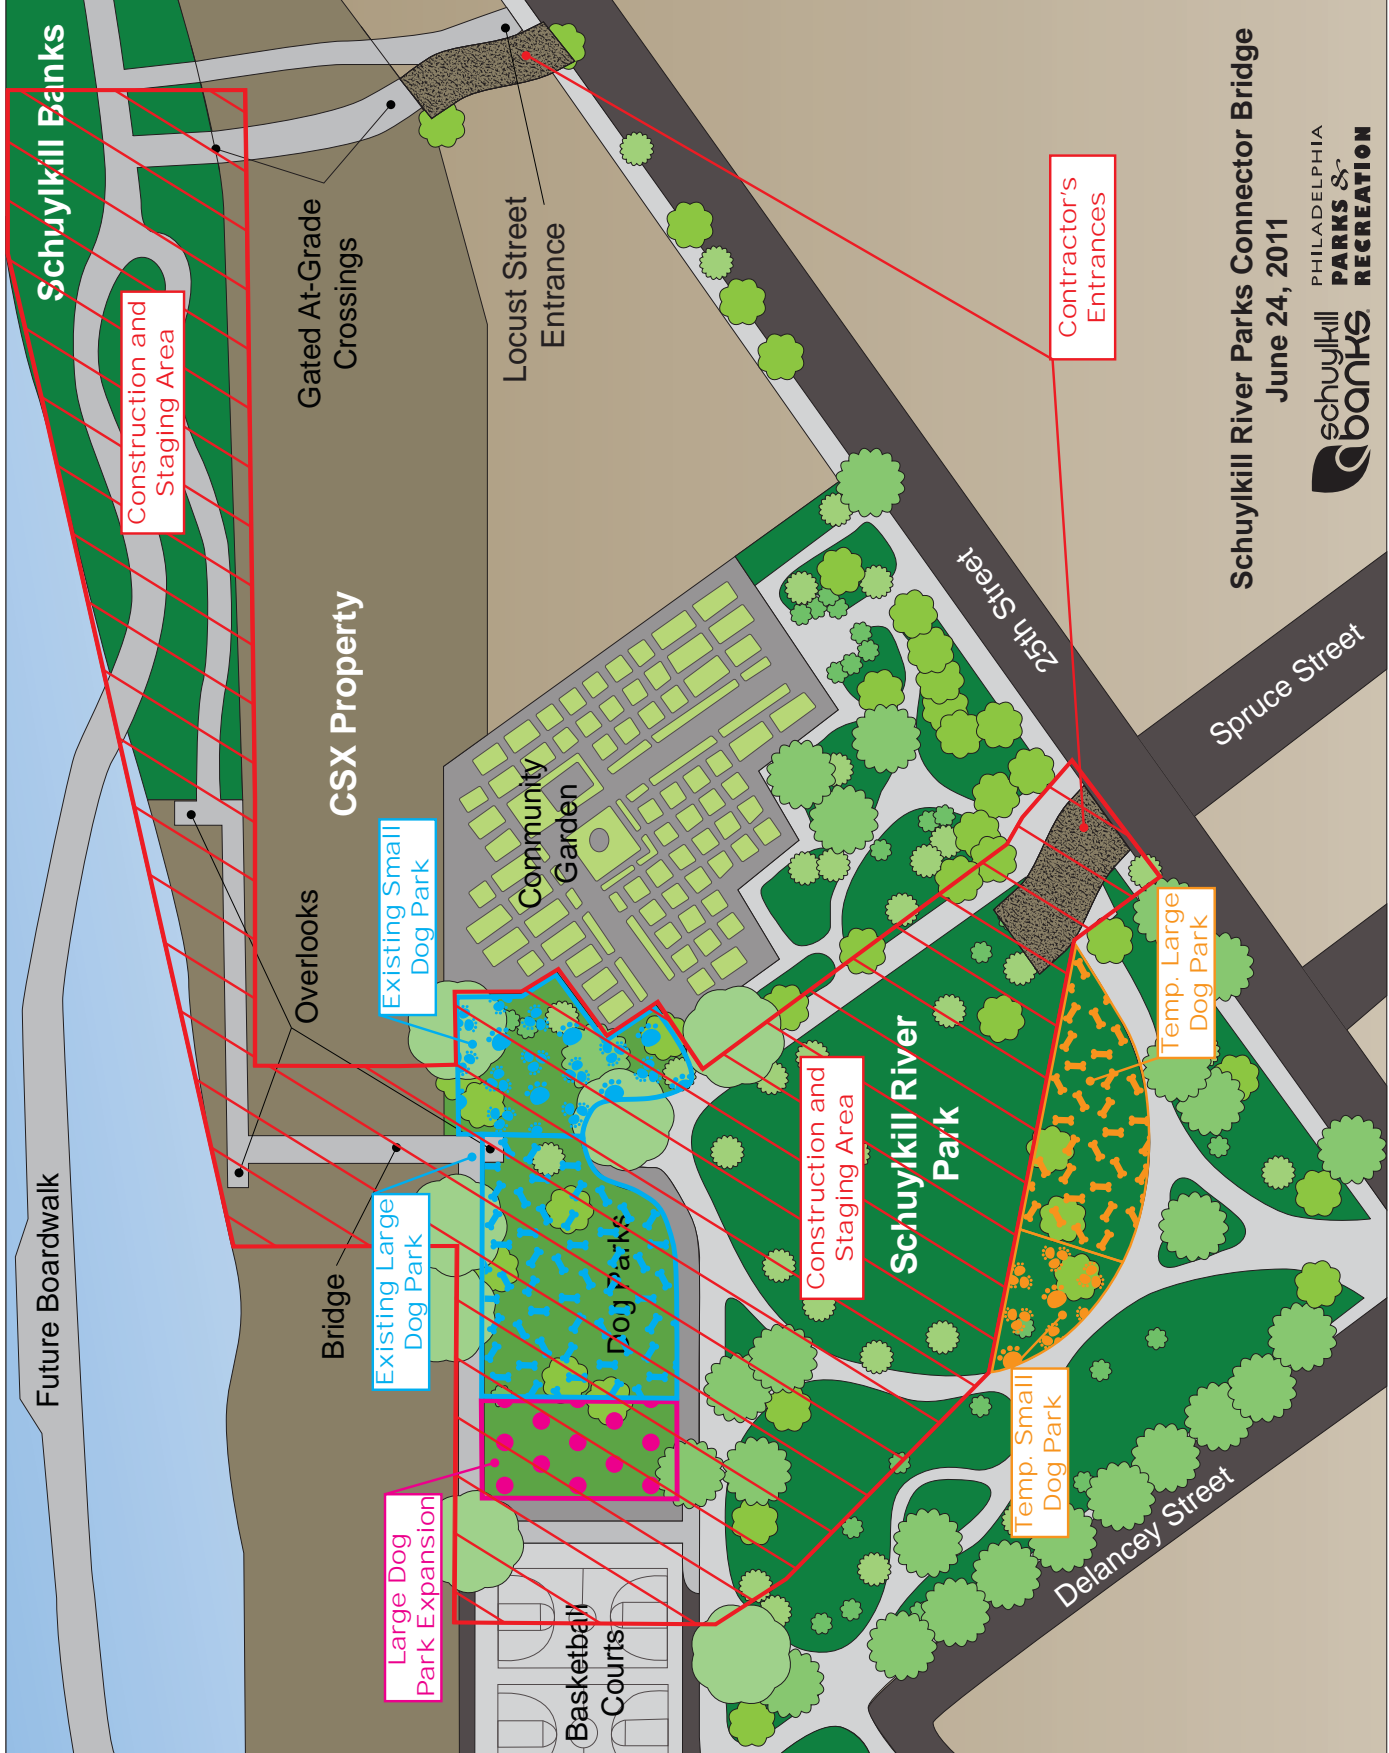 Future Boardwalk
Schuylkill Banks
Construction and
Staging Area
Overlooks
Bridge
CSX Property
Gated At-Grade
Crossings
Locust Street
Entrance
Existing Small
Dog Park
Existing Large
Dog Park
Large Dog
Park Expansion
Community
Garden
Dog Parks
Basketball
Courts
Construction and
Staging Area
Schuylkill River
Park
Temp. Large
Dog Park
Temp. Small
Dog Park
Contractor's
Entrances
25th Street
Spruce Street
Delancey Street
Schuylkill River Parks Connector Bridge
June 24, 2011
schuylkill
banks
PHILADELPHIA
PARKS &
RECREATION